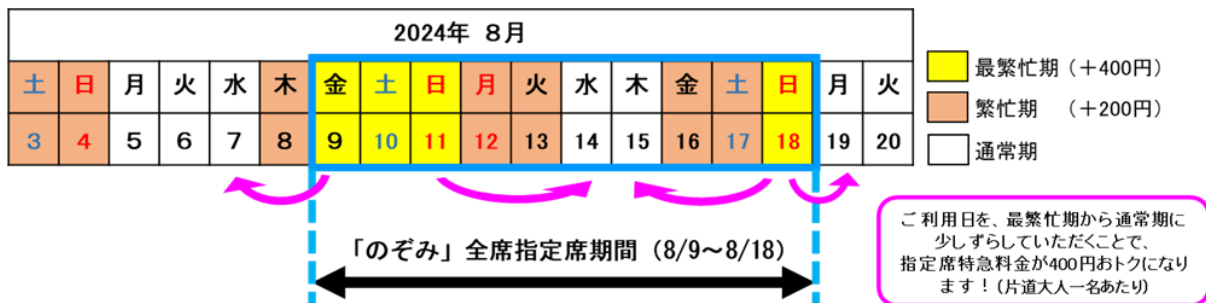 2024年 8月
土 日 月 火 水 木 金 土 日 月 火 水 木 金 土 日 月 火
3 4 5 6 7 8 9 10 11 12 13 14 15 16 17 18 19 20
最繁忙期（＋400円）
繁忙期　（＋200円）
通常期
「のぞみ」全席指定席期間（8/9～8/18）
ご利用日を、最繁忙期から通常期に
少しずらしていただくことで、
指定席特急料金が400円おトクになり
ます！（片道大人一名あたり）